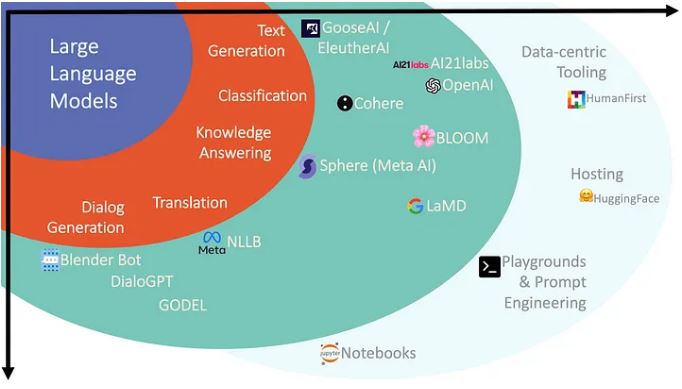 Large
Language
Models
Text
Generation
Classification
Knowledge
Answering
Translation
Dialog
Generation
GooseAI /
EleutherAI
AI21labs AI21labs
OpenAI
Cohere
BLOOM
Sphere (Meta AI)
LaMD
Meta
NLLB
Blender Bot
DialoGPT
GODEL
Data-centric
Tooling
HumanFirst
Hosting
HuggingFace
Playgrounds
& Prompt
Engineering
jupyter Notebooks